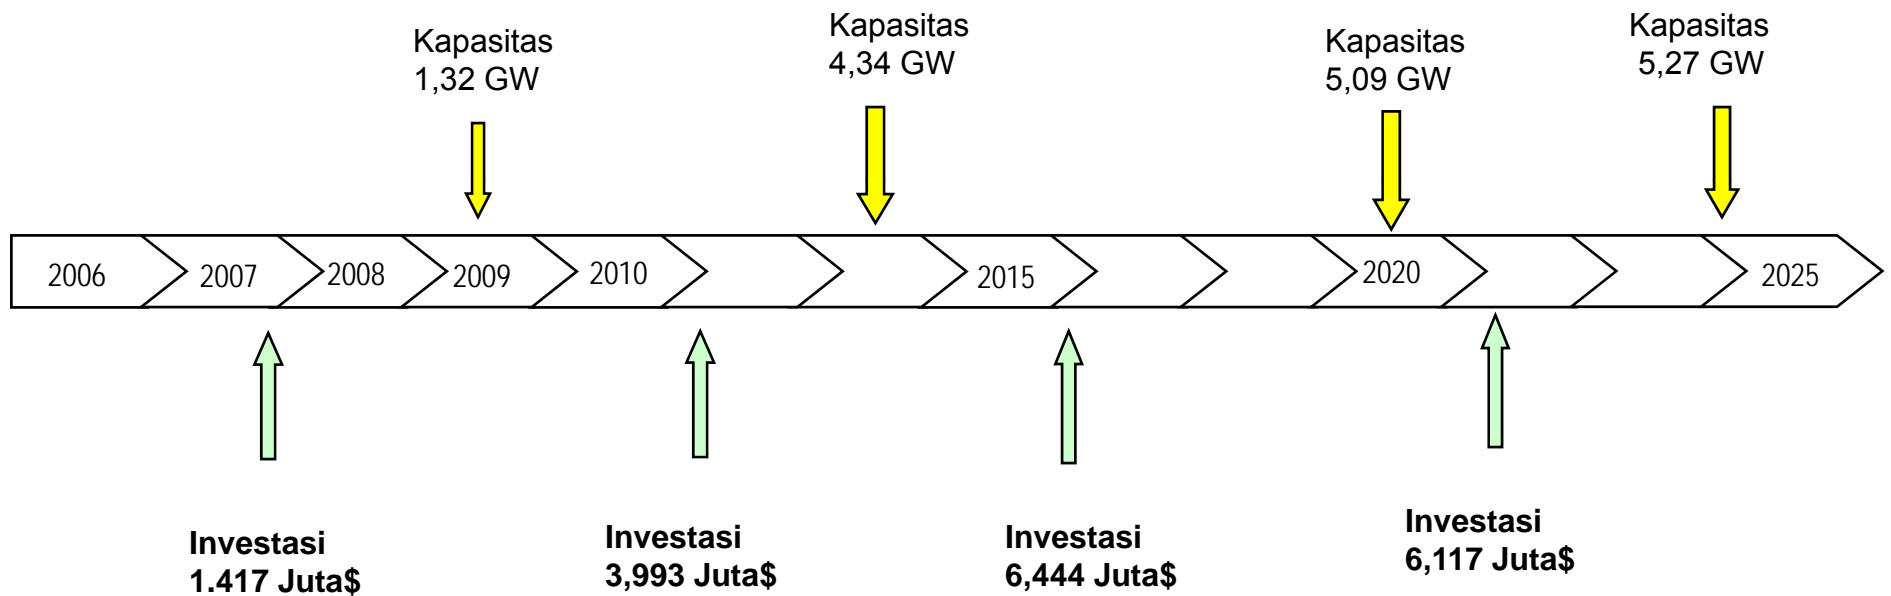 Kapasitas
1,32 GW
Kapasitas
4,34 GW
Kapasitas
5,09 GW
Kapasitas
5,27 GW
2006
2007
2008
2009
2010
2015
2020
2025
Investasi
1.417 Juta$
Investasi
3,993 Juta$
Investasi
6,444 Juta$
Investasi
6,117 Juta$